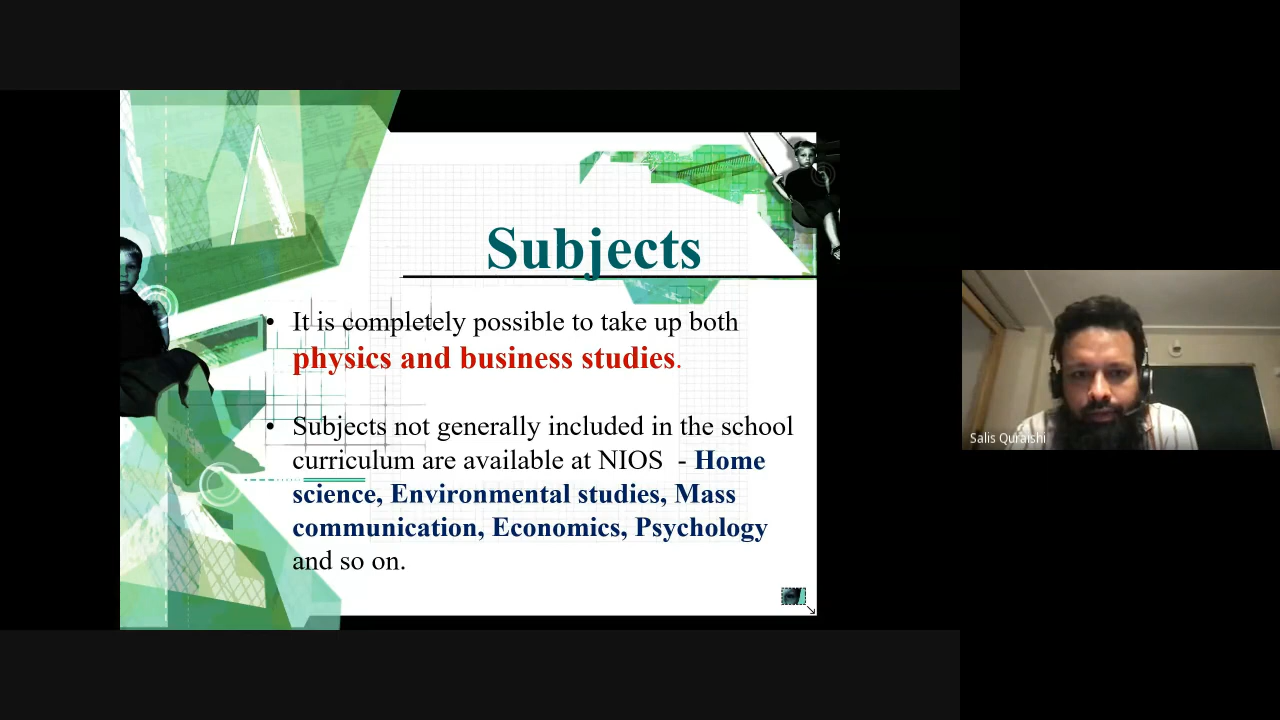 Subjects
• It is completely possible to take up both
physics and business studies.
• Subjects not generally included in the school
curriculum are available at NIOS - Home
science, Environmental studies, Mass
communication, Economics, Psychology
and so on.
Salis Quraishi